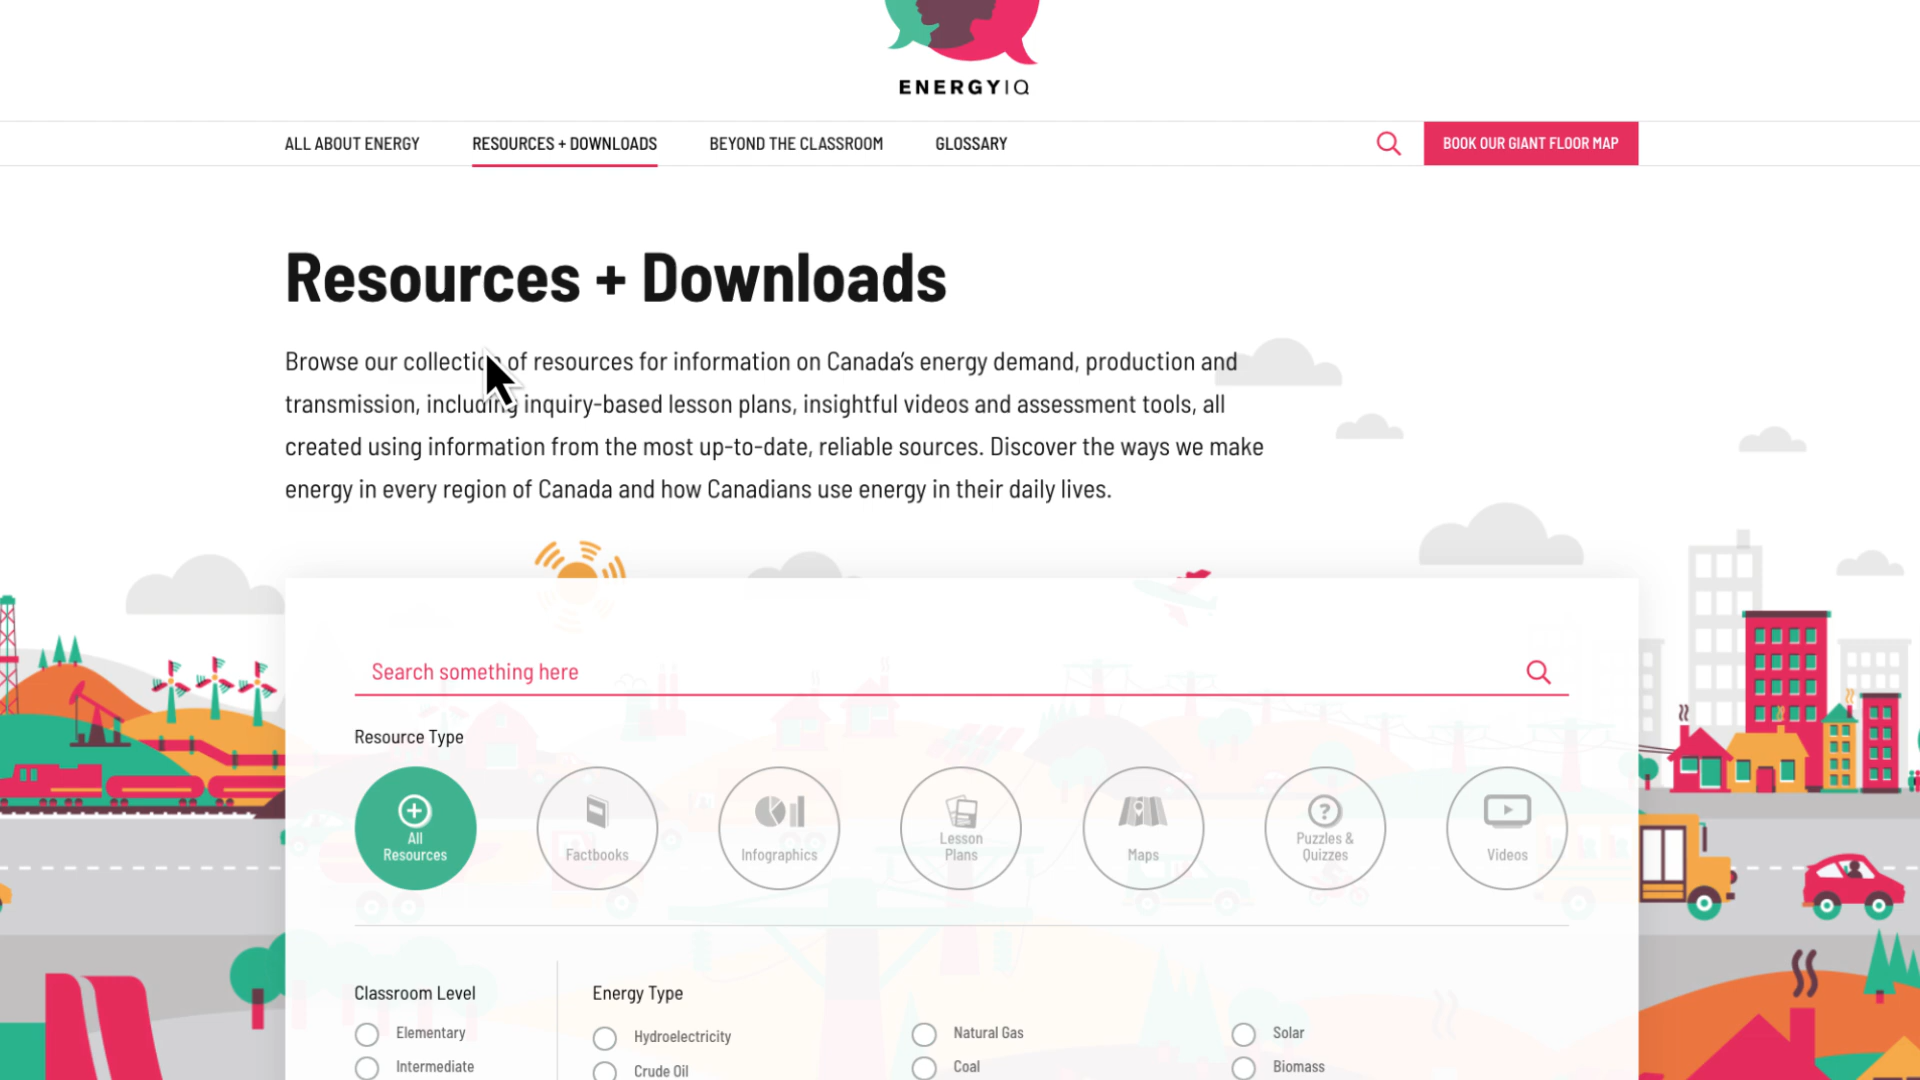 ENERGYIQ
ALL ABOUT ENERGY
RESOURCES + DOWNLOADS
BEYOND THE CLASSROOM
GLOSSARY
BOOK OUR GIANT FLOOR MAP
Resources + Downloads
Browse our collection of resources for information on Canada's energy demand, production and
transmission, including inquiry-based lesson plans, insightful videos and assessment tools, all
created using information from the most up-to-date, reliable sources. Discover the ways we make
energy in every region of Canada and how Canadians use energy in their daily lives.
Search something here
Resource Type
All
Resources
Factbooks
Infographics
Lesson
Plans
Maps
Puzzles &
Quizzes
Videos
Classroom Level
Elementary
Intermediate
Energy Type
Hydroelectricity
Crude Oil
Natural Gas
Coal
Solar
Biomass